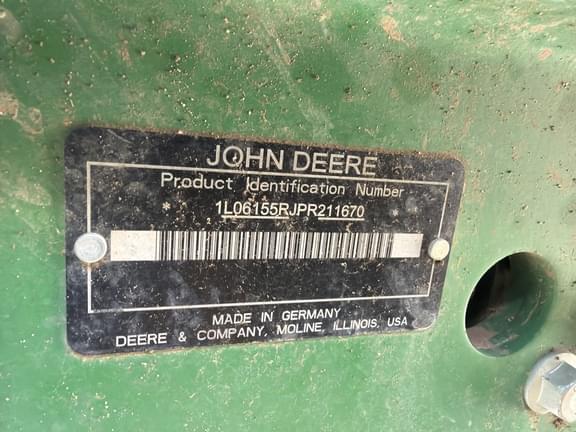 JOHN DEERE
Product Identification Number
* 1L06155RJPR211670
MADE IN GERMANY
DEERE & COMPANY, MOLINE, ILLINOIS, USA